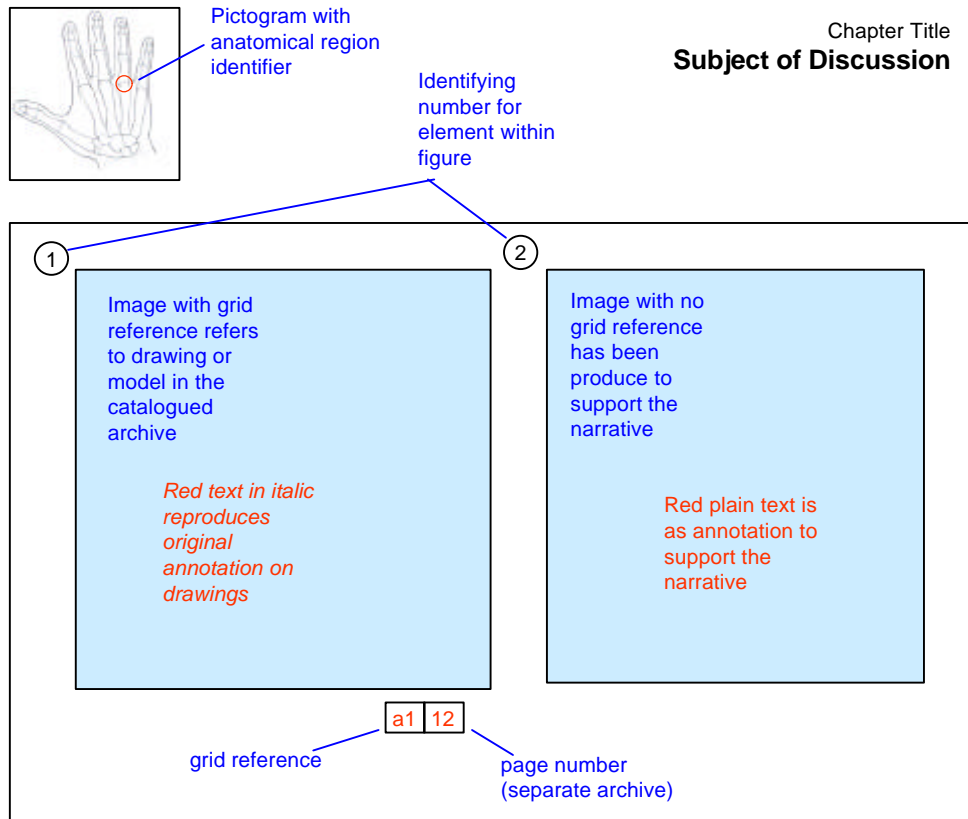 Pictogram with
anatomical region
identifier
Chapter Title
Subject of Discussion
Identifying
number for
element within
figure
1
2
Image with grid
reference refers
to drawing or
model in the
catalogued
archive
Red text in italic
reproduces
original
annotation on
drawings
Image with no
grid reference
has been
produce to
support the
narrative
Red plain text is
as annotation to
support the
narrative
a1 12
grid reference
page number
(separate archive)